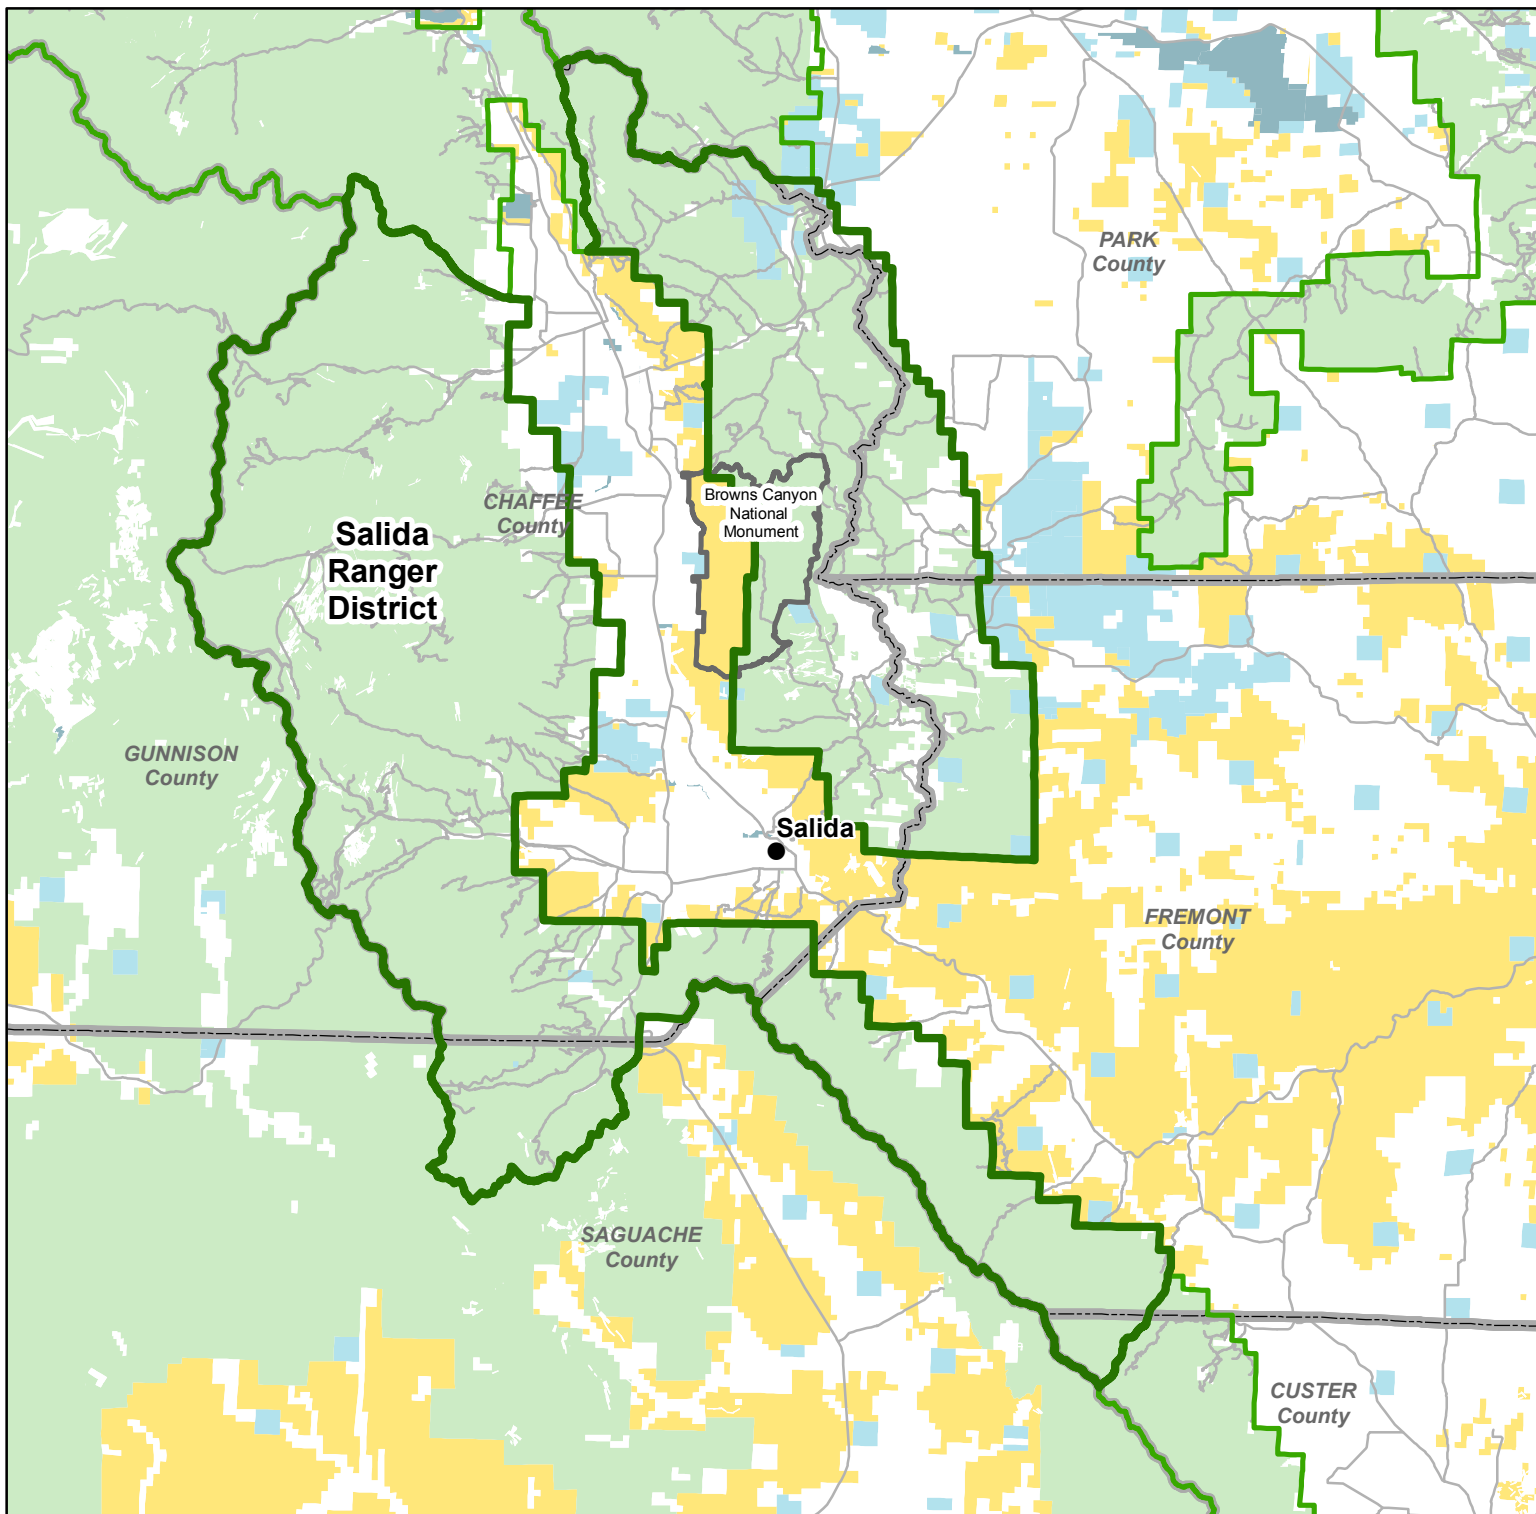 PARK
County
Browns Canyon
National
Monument
CHAFFEE
County
Salida
Ranger
District
GUNNISON
County
Salida
FREMONT
County
SAGUACHE
County
CUSTER
County